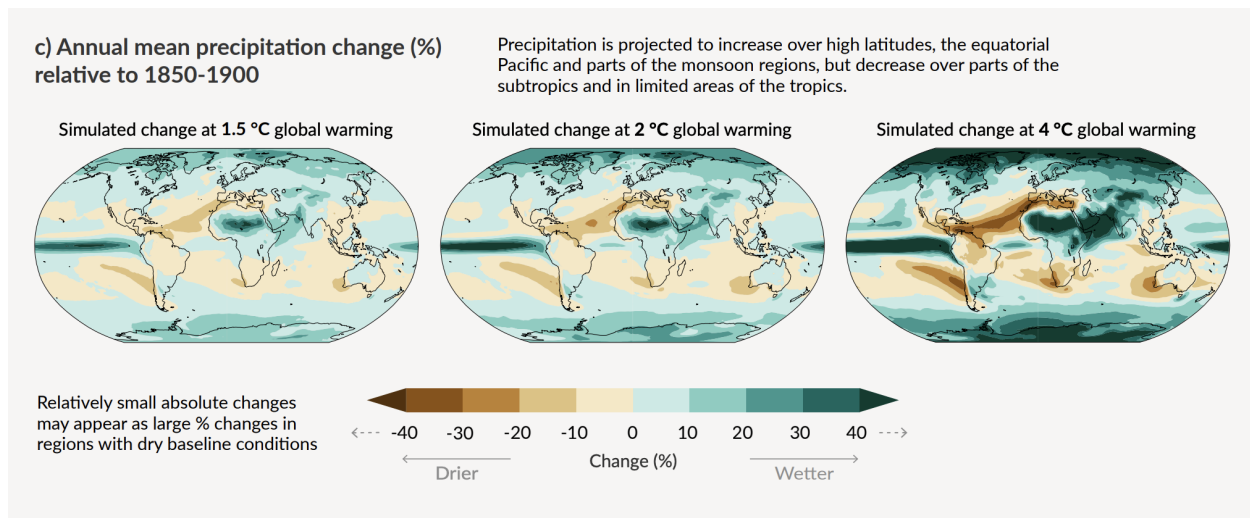 c) Annual mean precipitation change (%)
relative to 1850-1900
Precipitation is projected to increase over high latitudes, the equatorial
Pacific and parts of the monsoon regions, but decrease over parts of the
subtropics and in limited areas of the tropics.
Simulated change at 1.5 °C global warming
Simulated change at 2 °C global warming
Simulated change at 4 °C global warming
Relatively small absolute changes
may appear as large % changes in
regions with dry baseline conditions
-40 -30 -20 -10 0 10 20 30 40
Change (%)
Drier
Wetter